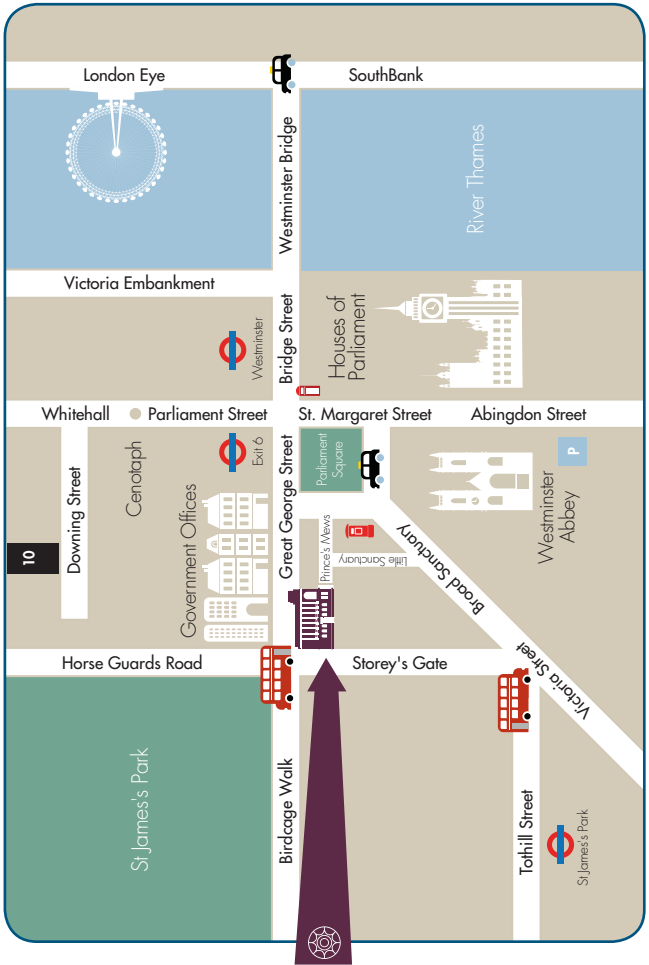 London Eye
SouthBank
Westminster Bridge
River Thames
Victoria Embankment
Westminster
Bridge Street
Houses of
Parliament
Whitehall
Parliament Street
St. Margaret Street
Abingdon Street
Downing Street
10
Cenotaph
Exit 6
Government Offices
Great George Street
Parliament
Square
P
Westminster
Abbey
Prince's Mews
Little Sanctuary
Broad Sanctuary
Horse Guards Road
Storey's Gate
Victoria Street
St James's Park
Birdcage Walk
Tothill Street
St James's Park